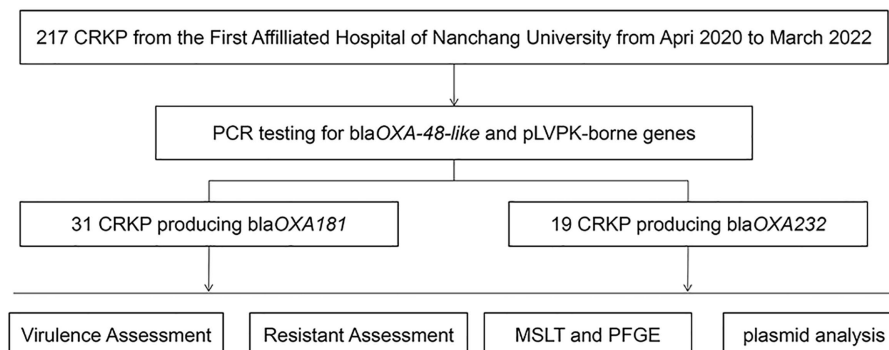 217 CRKP from the First Affilliated Hospital of Nanchang University from Apri 2020 to March 2022
PCR testing for blaOXA-48-like and pLVPK-borne genes
31 CRKP producing blaOXA181
19 CRKP producing blaOXA232
Virulence Assessment
Resistant Assessment
MSLT and PFGE
plasmid analysis